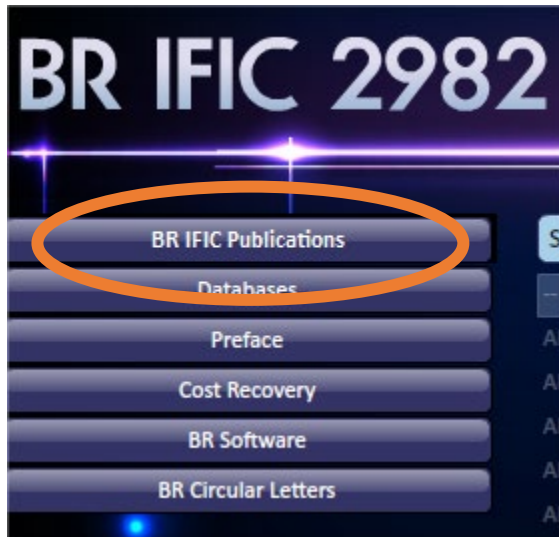 BR IFIC 2982
BR IFIC Publications
Databases
Preface
Cost Recovery
BR Software
BR Circular Letters